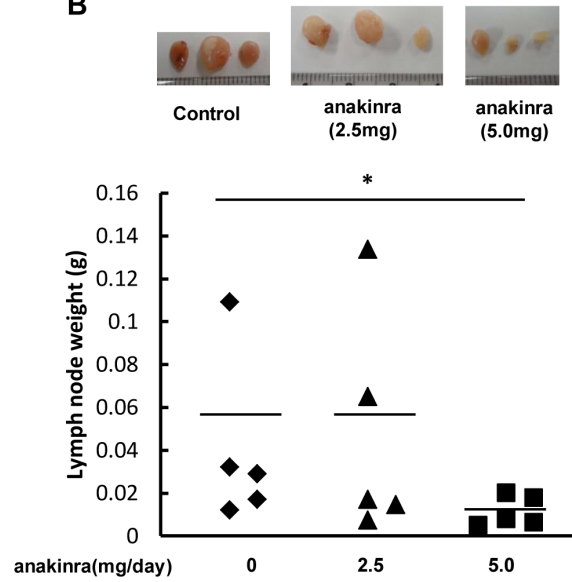 B
Control
anakinra
(2.5mg)
anakinra
(5.0mg)
*
0.16
0.14
0.12
0.1
0.08
0.06
0.04
0.02
0
Lymph node weight (g)
anakinra(mg/day) 0 2.5 5.0